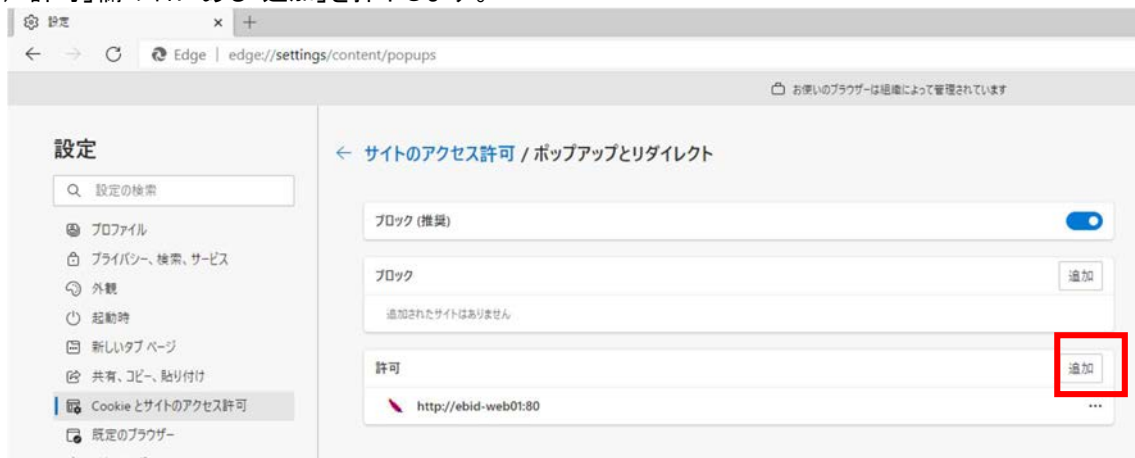 許可」欄の
追加」を押下します。
設定
Edge | edge://settings/content/popups
お使いのブラウザーは組織によって管理されています
設定
サイトのアクセス許可 / ポップアップとリダイレクト
設定の検索
ブロック (推奨)
プロファイル
プライバシー、検索、サービス
ブロック
追加
外観
追加されたサイトはありません
起動時
新しいタブ ページ
許可
追加
共有、コピー、貼り付け
Cookie とサイトのアクセス許可
http://ebid-web01:80
既定のブラウザー